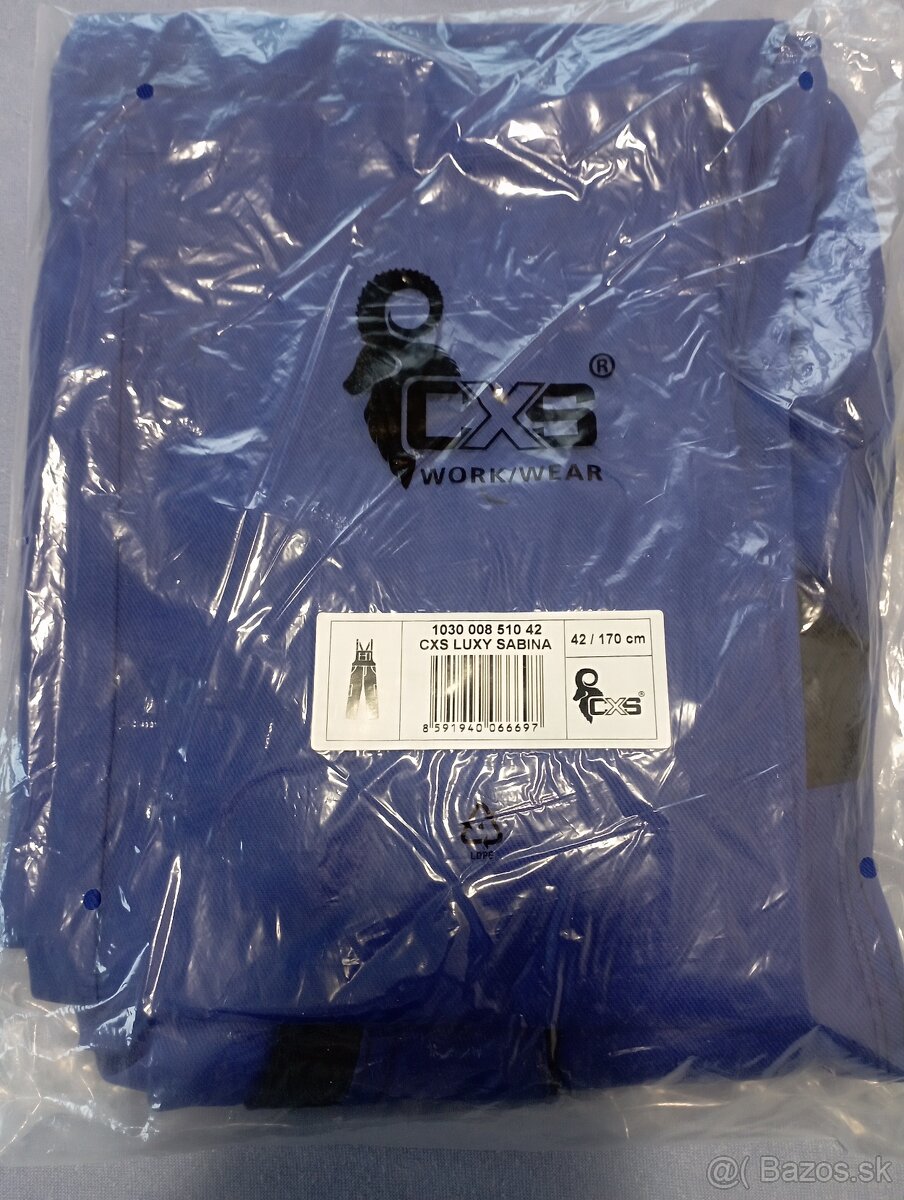 CXS®
WORK/WEAR
1030 008 510 42
CXS LUXY SABINA
42 / 170 cm
8 591940 066697
CXS®
LDPE
@( Bazos.sk